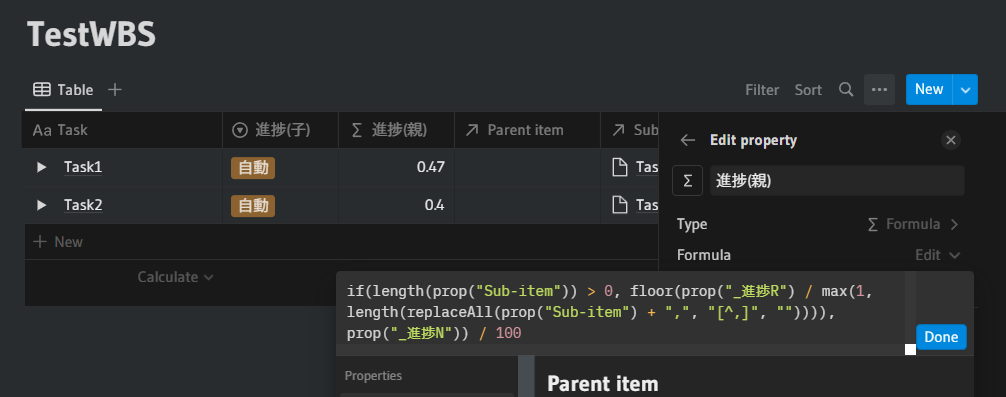 TestWBS
Table
Filter Sort New
Aa Task 進捗(子) Σ 進捗(親) Parent item Sub
Task1 自動 0.47 Tas
Task2 自動 0.4 Tas
+ New
Calculate
Edit property
Σ 進捗(親)
Type Σ Formula
Formula Edit
if(length(prop("Sub-item")) > 0, floor(prop("_進捗R") / max(1,
length(replaceAll(prop("Sub-item") + ",", "[^,]", "")))),
prop("_進捗N")) / 100
Done
Properties
Parent item